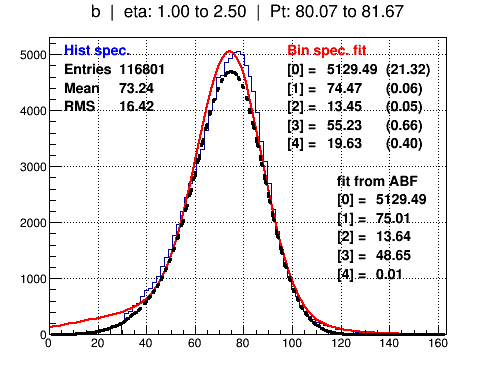 b | eta: 1.00 to 2.50 | Pt: 80.07 to 81.67
Hist spec.
Entries 116801
Mean 73.24
RMS 16.42
Bin spec. fit
[0] = 5129.49 (21.32)
[1] = 74.47 (0.06)
[2] = 13.45 (0.05)
[3] = 55.23 (0.66)
[4] = 19.63 (0.40)
fit from ABF
[0] = 5129.49
[1] = 75.01
[2] = 13.64
[3] = 48.65
[4] = 0.01
5000
4000
3000
2000
1000
0
0 20 40 60 80 100 120 140 160